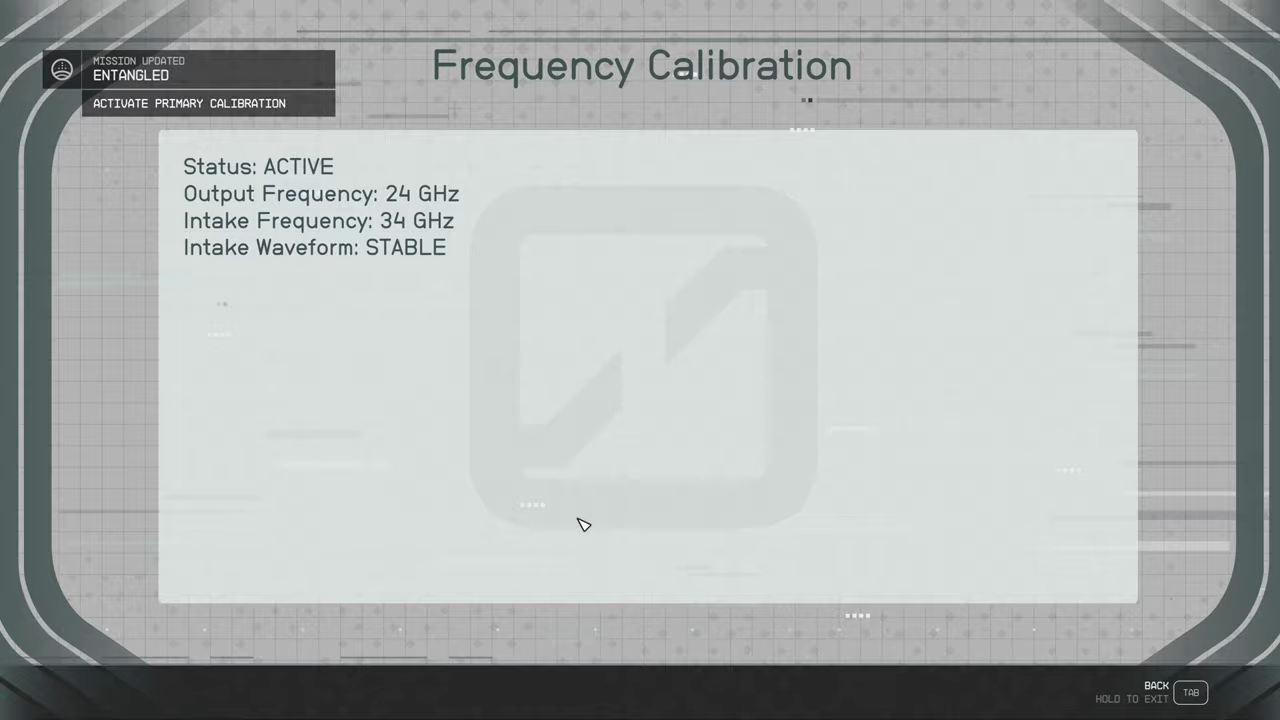 MISSION UPDATED
ENTANGLED
ACTIVATE PRIMARY CALIBRATION
Frequency Calibration
Status: ACTIVE
Output Frequency: 24 GHz
Intake Frequency: 34 GHz
Intake Waveform: STABLE
BACK
HOLD TO EXIT
TAB